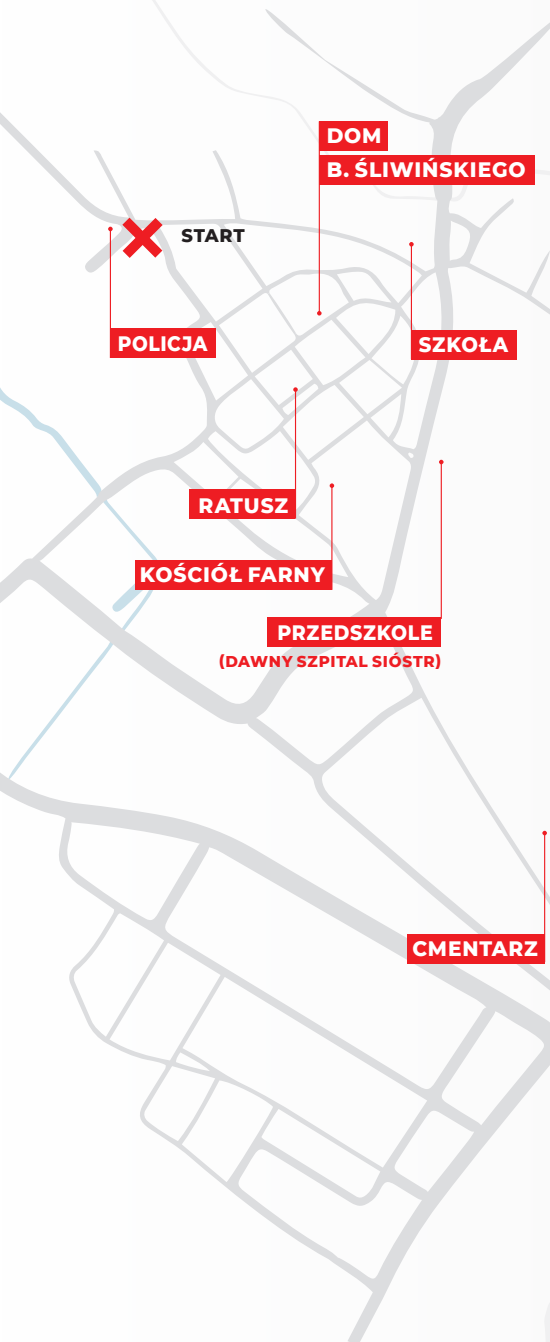 DOM
B. ŚLIWIŃSKIEGO
START
POLICJA
SZKOŁA
RATUSZ
KOŚCIÓŁ FARNY
PRZEDSZKOLE
(DAWNY SZPITAL SIÓSTR)
CMENTARZ